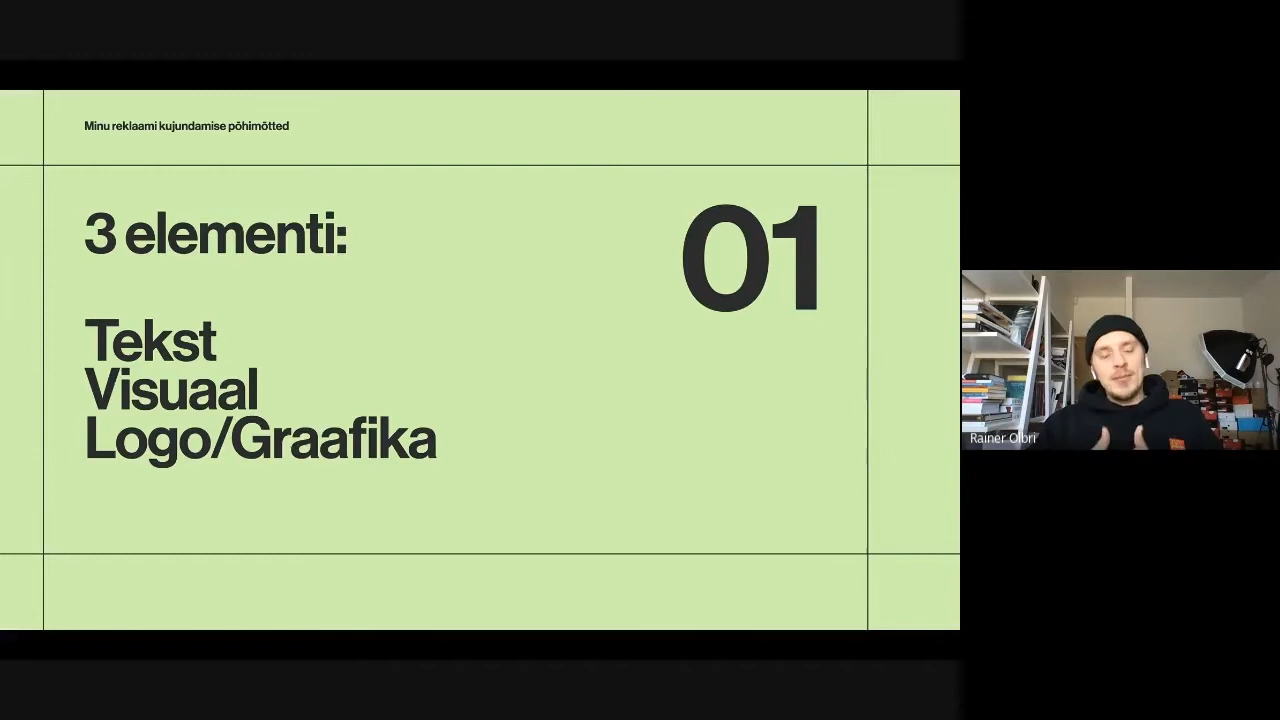 Minu reklaami kujundamise põhimõtted
3 elementi:
01
Tekst
Visuaal
Logo/Graafika
Rainer Olbri